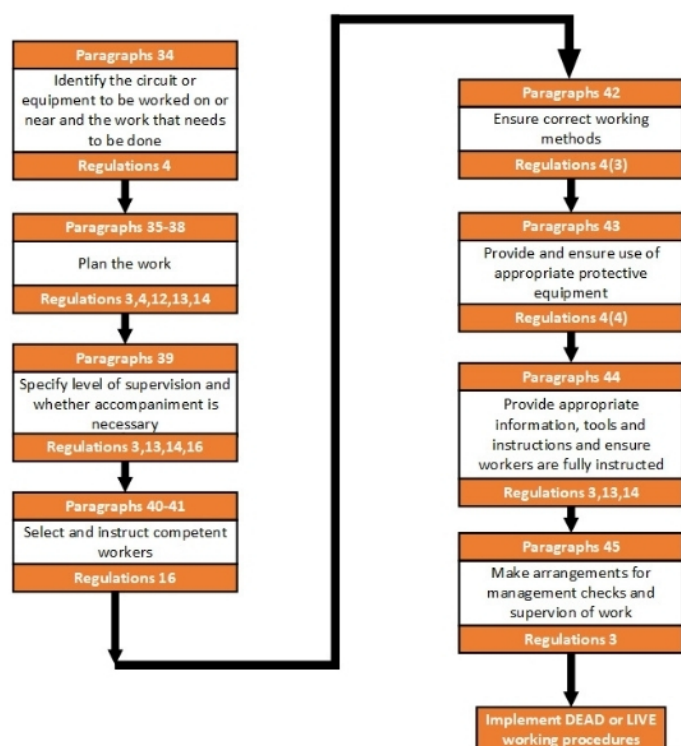 Paragraphs 34
Identify the circuit or
equipment to be worked on or
near and the work that needs
to be done
Regulations 4
Paragraphs 35-38
Plan the work
Regulations 3,4,12,13,14
Paragraphs 39
Specify level of supervision and
whether accompaniment is
necessary
Regulations 3,13,14,16
Paragraphs 40-41
Select and instruct competent
workers
Regulations 16
Paragraphs 42
Ensure correct working
methods
Regulations 4(3)
Paragraphs 43
Provide and ensure use of
appropriate protective
equipment
Regulations 4(4)
Paragraphs 44
Provide appropriate
information, tools and
instructions and ensure
workers are fully instructed
Regulations 3,13,14
Paragraphs 45
Make arrangements for
management checks and
supervion of work
Regulations 3
Implement DEAD or LIVE
working procedures